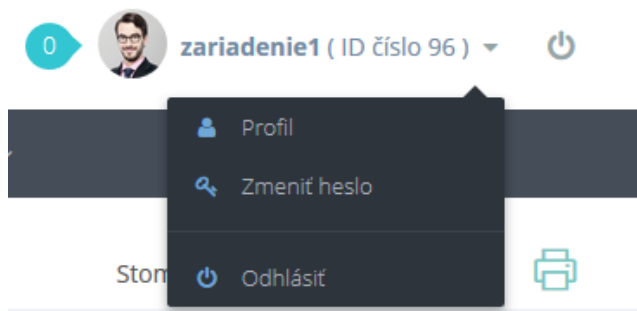 0 zariadenie1 ( ID číslo 96 )
Profil
Zmeniť heslo
Odhlásiť